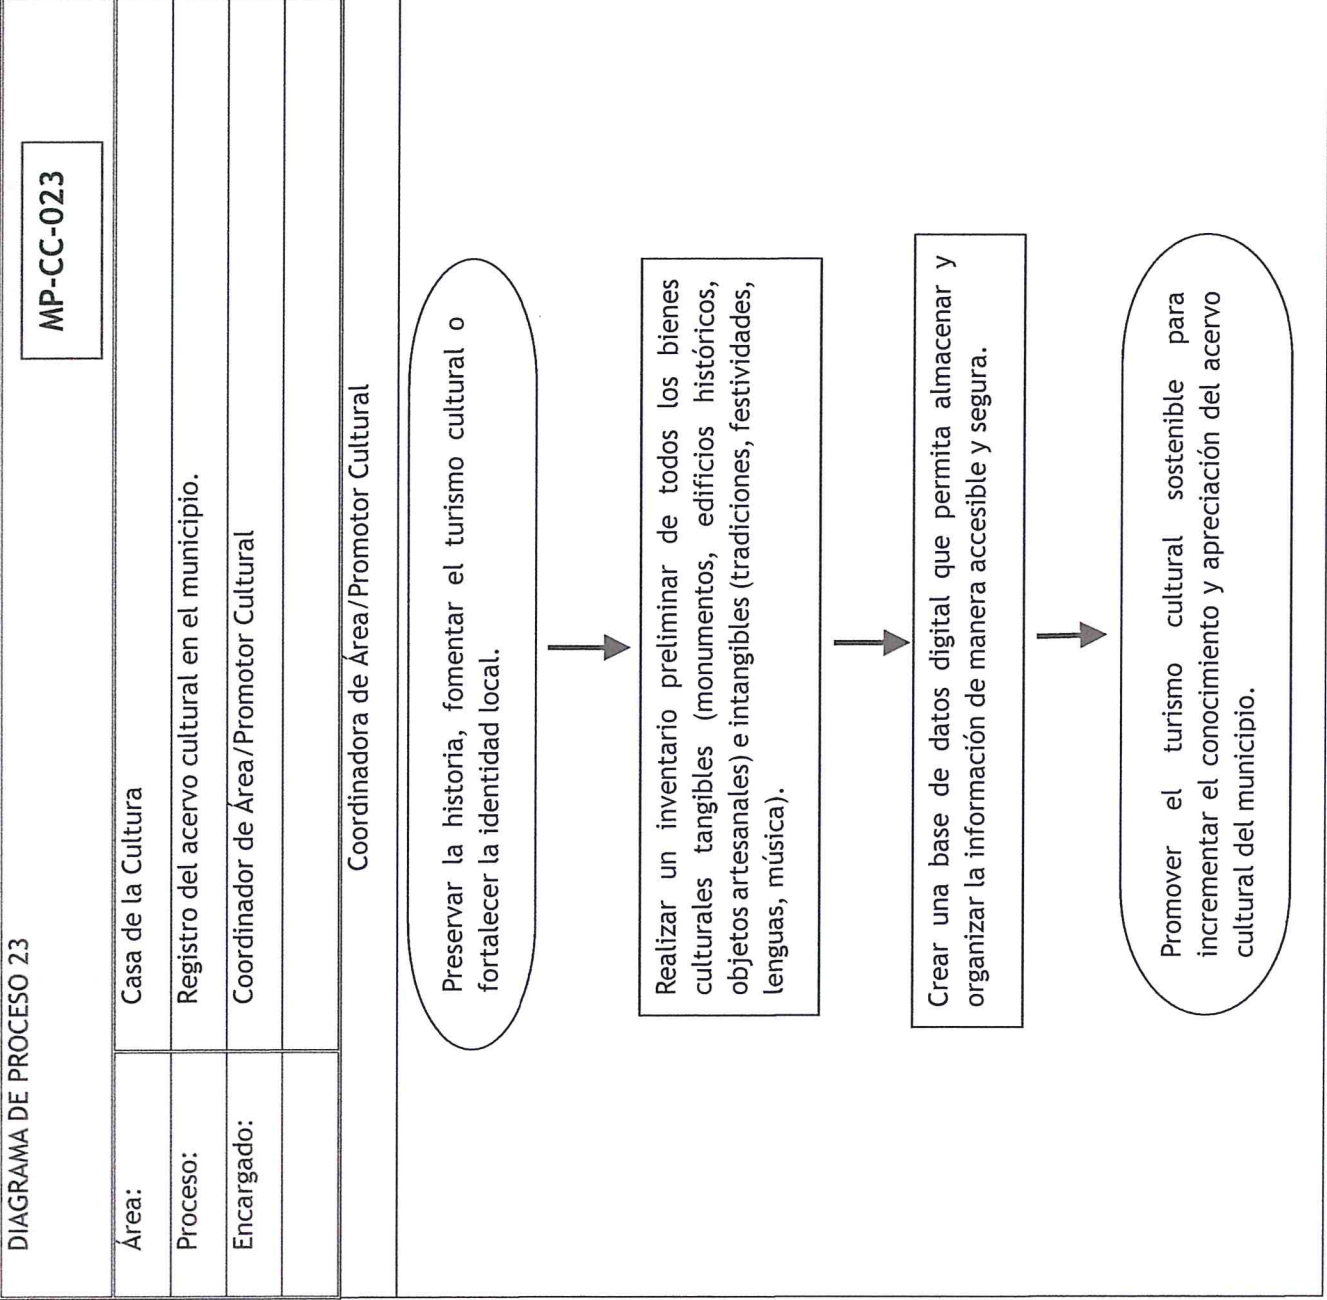 DIAGRAMA DE PROCESO 23
MP-CC-023
Área: Casa de la Cultura
Proceso: Registro del acervo cultural en el municipio.
Encargado: Coordinador de Área/Promotor Cultural
Coordinadora de Área/Promotor Cultural
Preservar la historia, fomentar el turismo cultural o
fortalecer la identidad local.
Realizar un inventario preliminar de todos los bienes
culturales tangibles (monumentos, edificios históricos,
objetos artesanales) e intangibles (tradiciones, festividades,
lenguas, música).
Crear una base de datos digital que permita almacenar y
organizar la información de manera accesible y segura.
Promover el turismo cultural sostenible para
incrementar el conocimiento y apreciación del acervo
cultural del municipio.